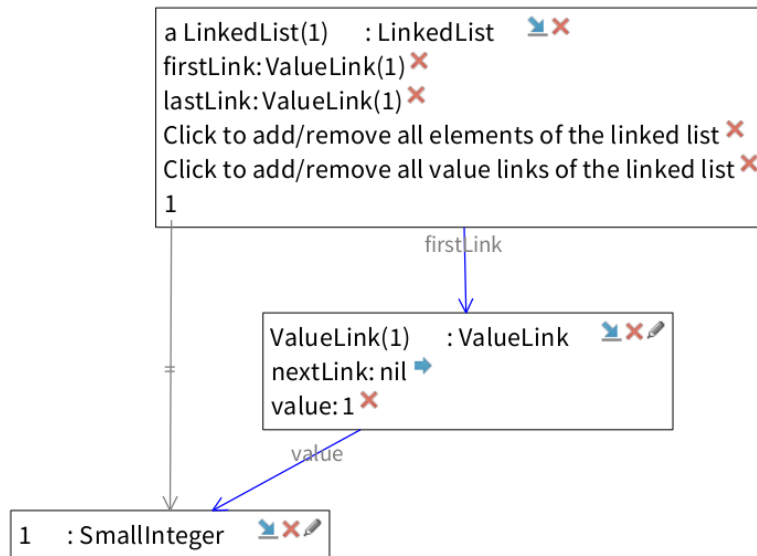 a LinkedList(1) : LinkedList
firstLink: ValueLink(1)
lastLink: ValueLink(1)
Click to add/remove all elements of the linked list
Click to add/remove all value links of the linked list
1
firstLink
ValueLink(1) : ValueLink
nextLink: nil
=
value: 1
value
1 : SmallInteger